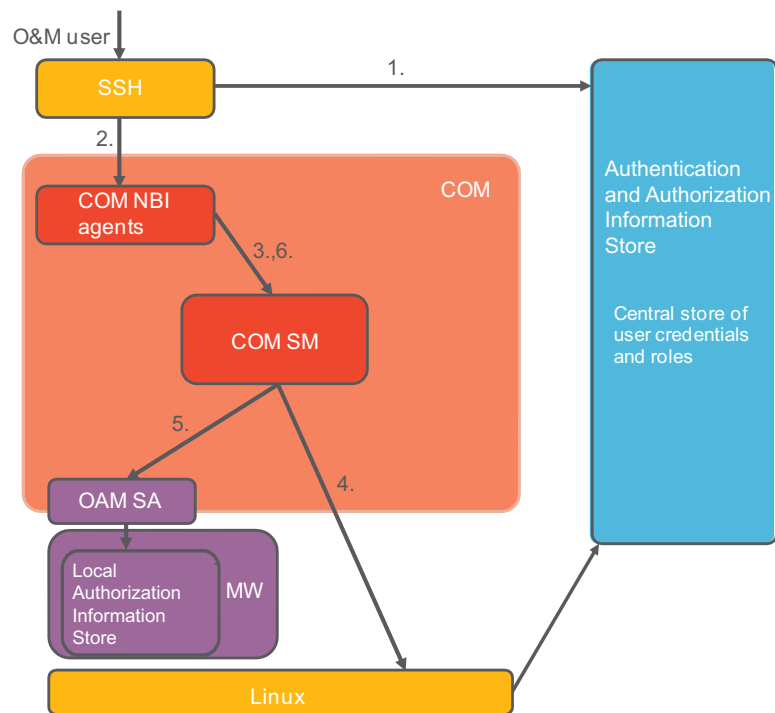 O&M user
SSH
1.
2.
COM
COM NBI
agents
3.,6.
COM SM
Authentication
and Authorization
Information
Store
Central store of
user credentials
and roles
5.
4.
OAM SA
Local
Authorization
Information
Store
MW
Linux